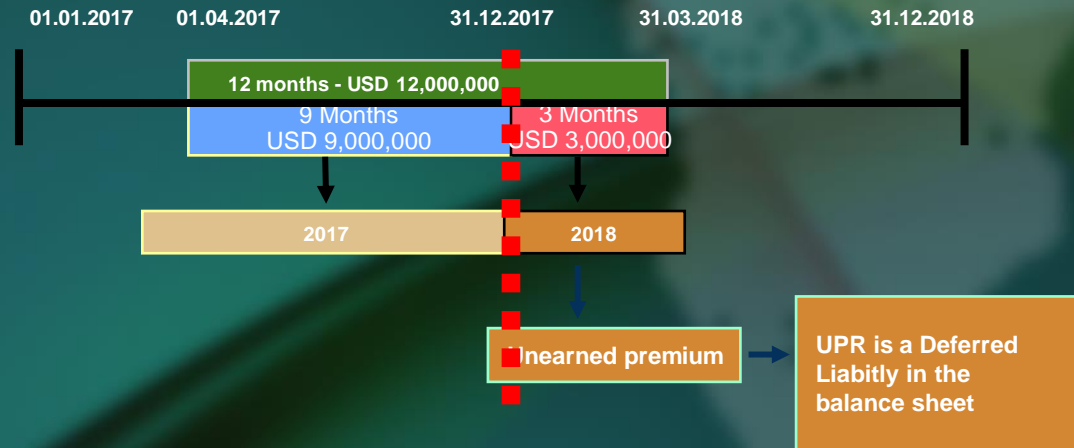 01.01.2017 01.04.2017 31.12.2017 31.03.2018 31.12.2018
12 months - USD 12,000,000
9 Months
USD 9,000,000
3 Months
USD 3,000,000
2017
2018
Unearned premium
UPR is a Deferred
Liabitly in the
balance sheet